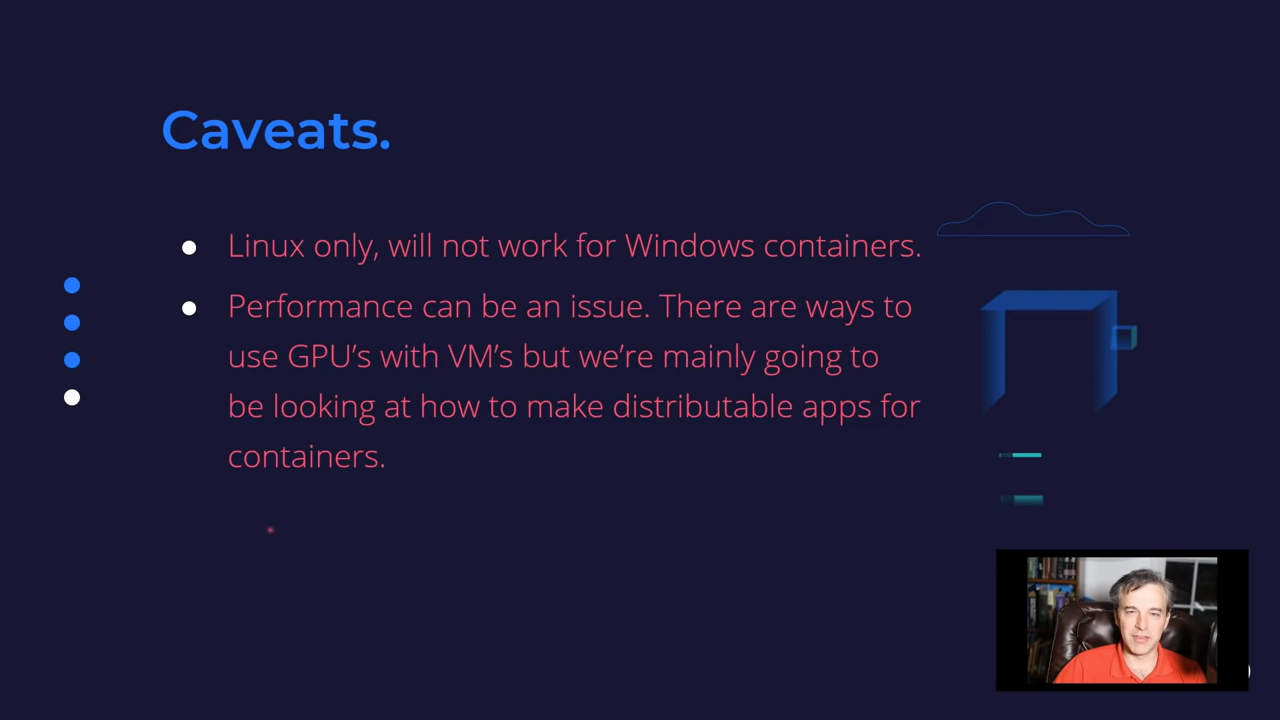 Caveats.
Linux only, will not work for Windows containers.
Performance can be an issue. There are ways to
use GPU's with VM's but we're mainly going to
be looking at how to make distributable apps for
containers.